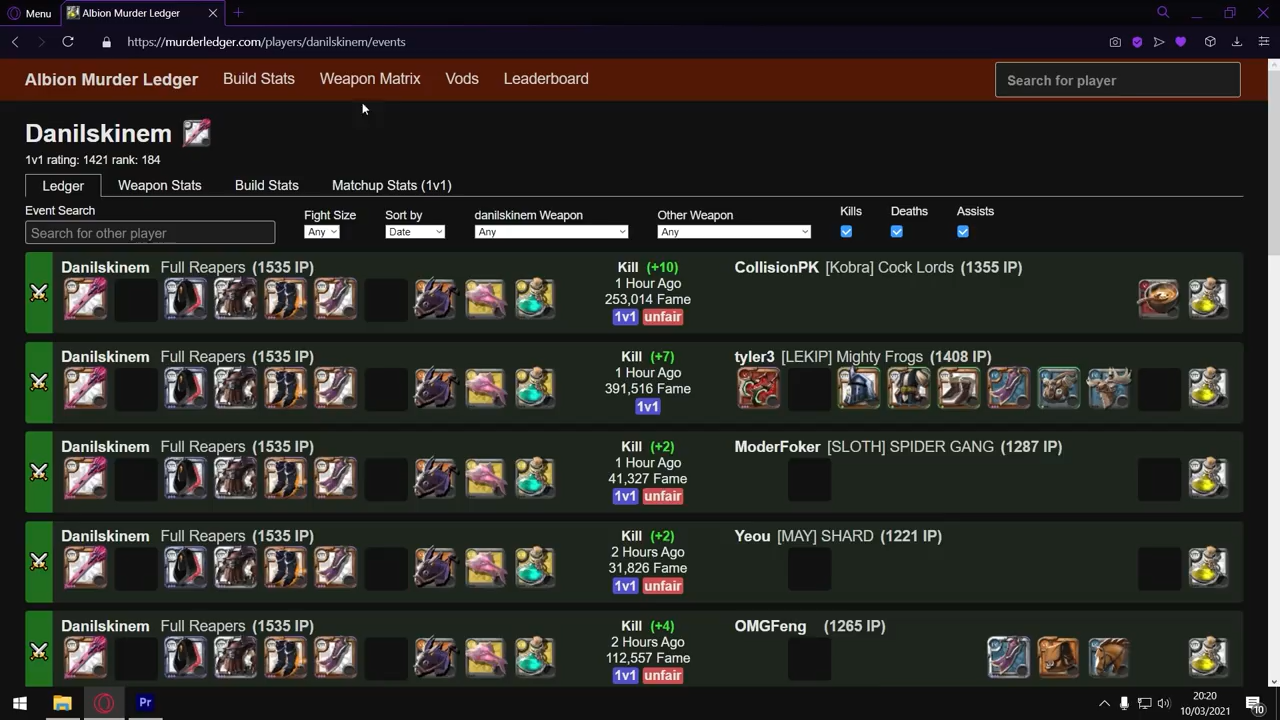 Menu
Albion Murder Ledger
https://murderledger.com/players/danilskinem/events
Albion Murder Ledger
Build Stats
Weapon Matrix
Vods
Leaderboard
Search for player
Danilskinem
1v1 rating: 1421 rank: 184
Ledger
Weapon Stats
Build Stats
Matchup Stats (1v1)
Event Search
Fight Size
Sort by
danilskinem Weapon
Other Weapon
Kills
Deaths
Assists
Search for other player
Any
Date
Any
Any
Danilskinem Full Reapers (1535 IP)
Kill (+10)
1 Hour Ago
253,014 Fame
1v1 unfair
CollisionPK [Kobra] Cock Lords (1355 IP)
Danilskinem Full Reapers (1535 IP)
Kill (+7)
1 Hour Ago
391,516 Fame
1v1
tyler3 [LEKIP] Mighty Frogs (1408 IP)
Danilskinem Full Reapers (1535 IP)
Kill (+2)
1 Hour Ago
41,327 Fame
1v1 unfair
ModerFoker [SLOTH] SPIDER GANG (1287 IP)
Danilskinem Full Reapers (1535 IP)
Kill (+2)
2 Hours Ago
31,826 Fame
1v1 unfair
Yeou [MAY] SHARD (1221 IP)
Danilskinem Full Reapers (1535 IP)
Kill (+4)
2 Hours Ago
112,557 Fame
1v1 unfair
OMGFeng (1265 IP)
Pr
20:20
10/03/2021
10